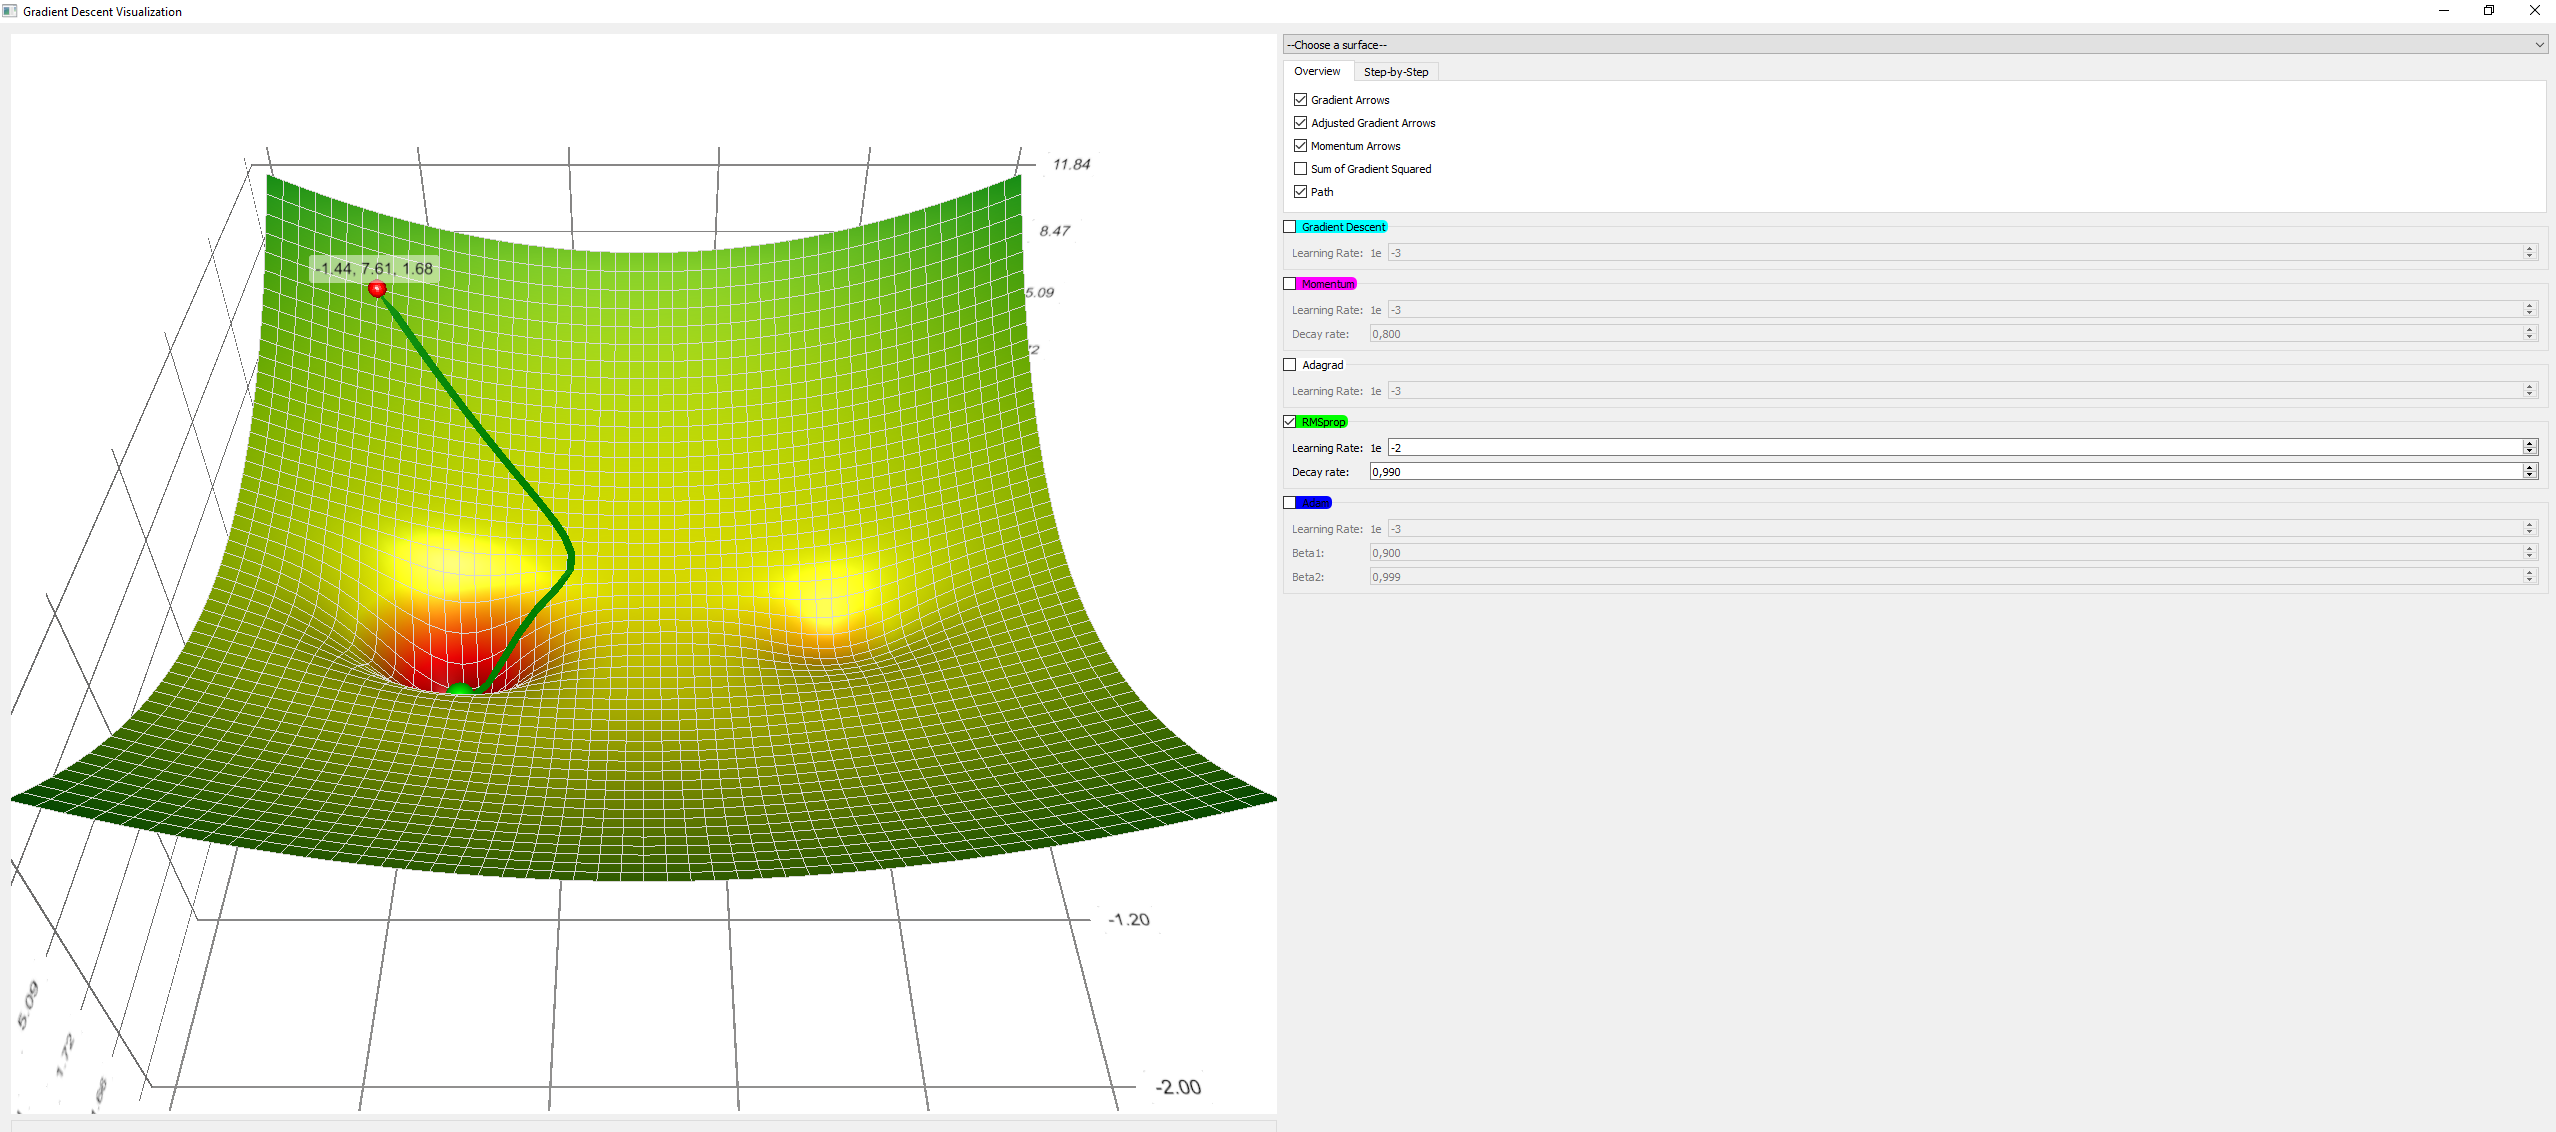 Gradient Descent Visualization
11.84
8.47
-1.44, 7.61, 1.68
5.09
-1.20
5.09
1.72
-2.00
--Choose a surface--
Overview
Step-by-Step
Gradient Arrows
Adjusted Gradient Arrows
Momentum Arrows
Sum of Gradient Squared
Path
Gradient Descent
Learning Rate: 1e -3
Momentum
Learning Rate: 1e -3
Decay rate: 0,800
Adagrad
Learning Rate: 1e -3
RMSprop
Learning Rate: 1e -2
Decay rate: 0,990
Adam
Learning Rate: 1e -3
Beta1: 0,900
Beta2: 0,999